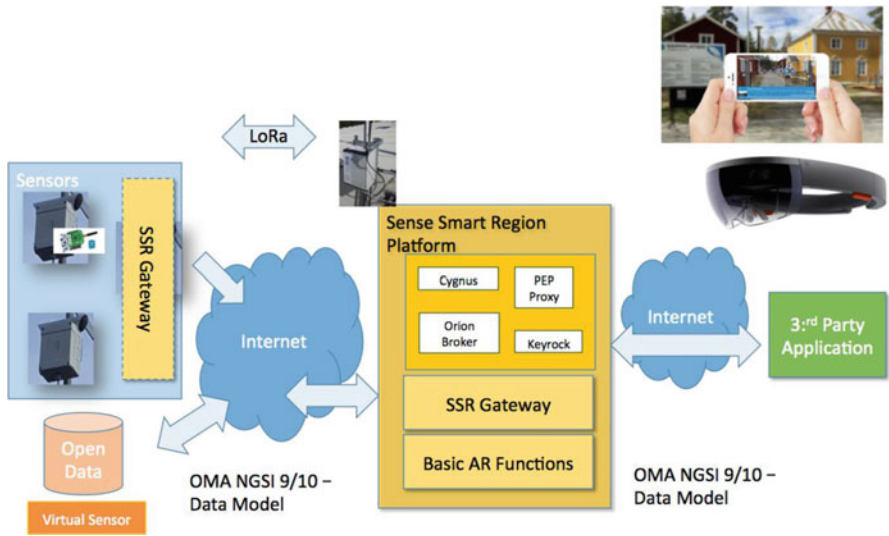 LoRa
Sensors
SSR Gateway
Internet
Open
Data
Virtual Sensor
OMA NGSI 9/10 –
Data Model
Sense Smart Region
Platform
Cygnus
PEP
Proxy
Orion
Broker
Keyrock
SSR Gateway
Basic AR Functions
Internet
OMA NGSI 9/10 –
Data Model
3:rd Party
Application